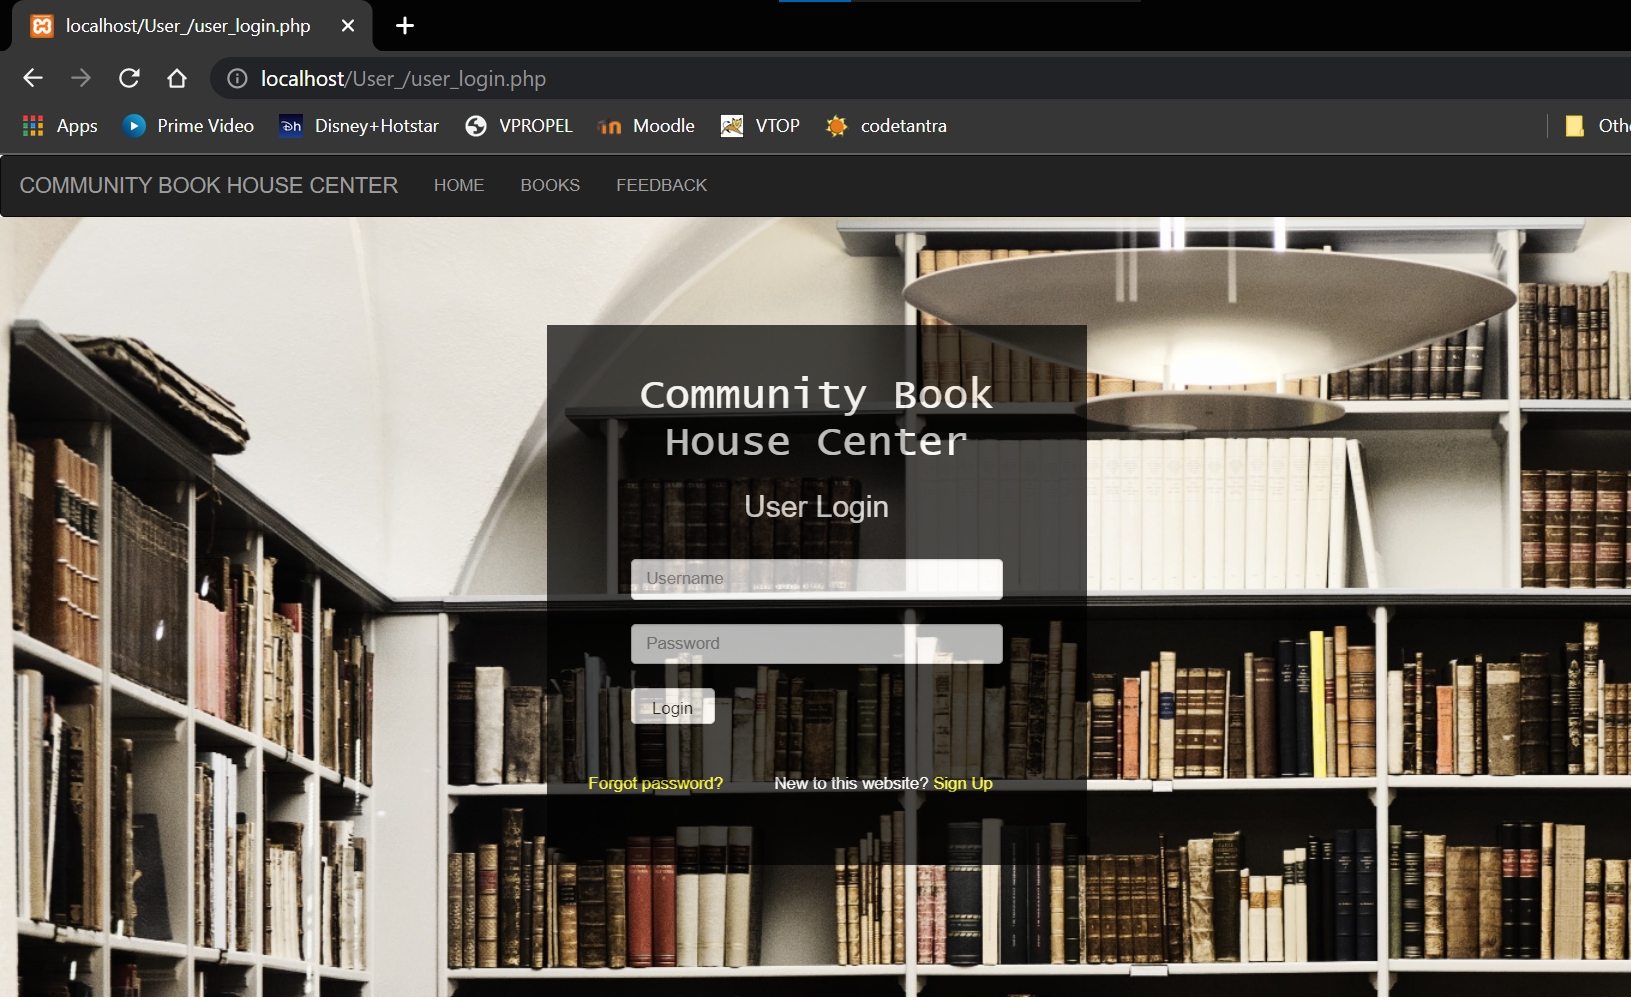 localhost/User_/user_login.php
localhost/User_/user_login.php
Apps Prime Video Disney+Hotstar VPROPEL Moodle VTOP codetantra Othe
COMMUNITY BOOK HOUSE CENTER HOME BOOKS FEEDBACK
Community Book
House Center
User Login
Username
Password
Login
Forgot password? New to this website? Sign Up